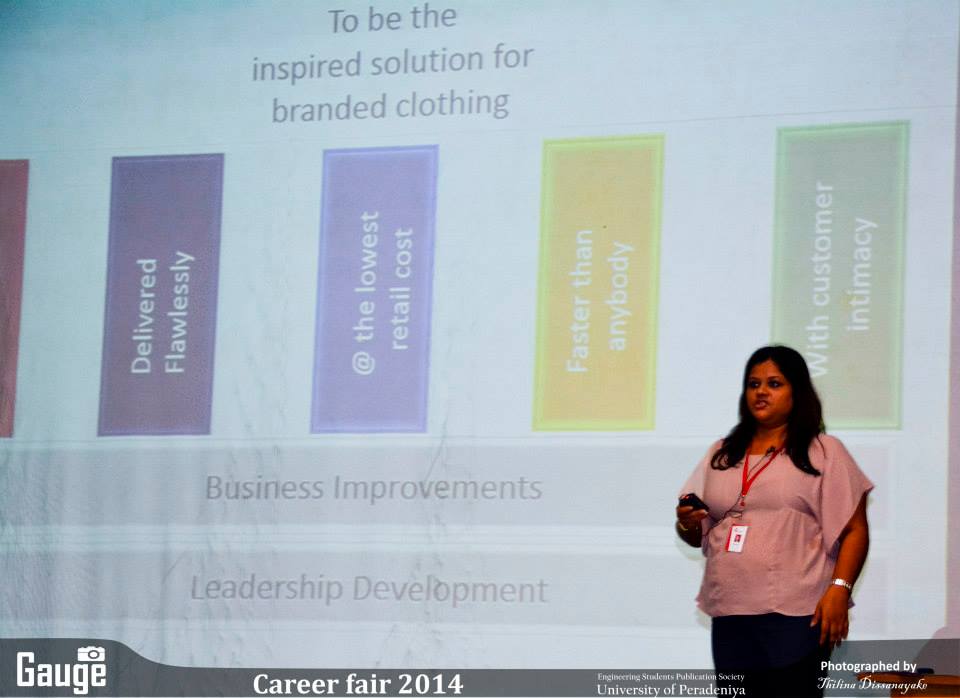 To be the
inspired solution for
branded clothing
Delivered
Flawlessly
@ the lowest
retail cost
Faster than
anybody
With customer
intimacy
Business Improvements
Leadership Development
Gauge
Career fair 2014
Engineering Students Publication Society
University of Peradeniya
Photographed by
Thilina Dissanayake